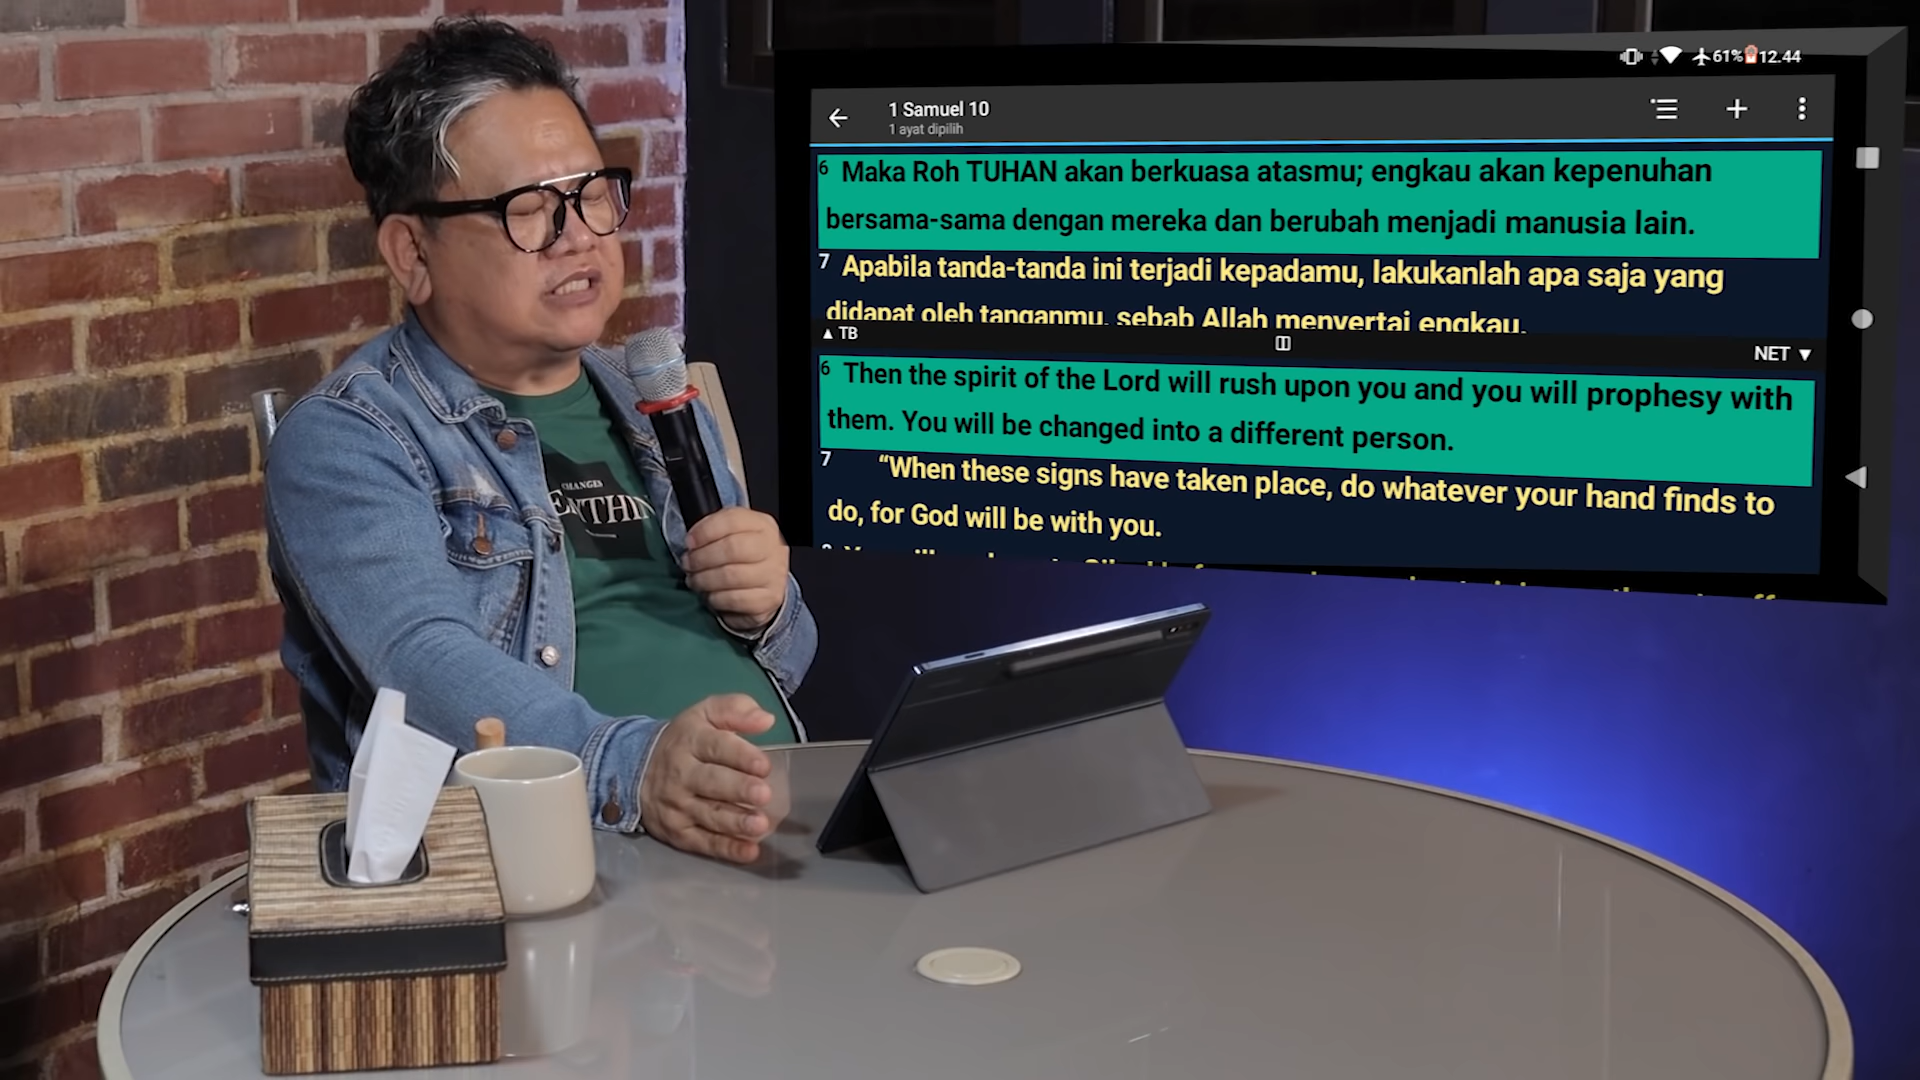 61% 12.44
1 Samuel 10
1 ayat dipilih
6 Maka Roh TUHAN akan berkuasa atasmu; engkau akan kepenuhan
bersama-sama dengan mereka dan berubah menjadi manusia lain.
7 Apabila tanda-tanda ini terjadi kepadamu, lakukanlah apa saja yang
didapat oleh tanganmu, sebab Allah menyertai engkau.
▲ TB
NET ▼
6 Then the spirit of the Lord will rush upon you and you will prophesy with
them. You will be changed into a different person.
7 “When these signs have taken place, do whatever your hand finds to
do, for God will be with you.
CHANGES